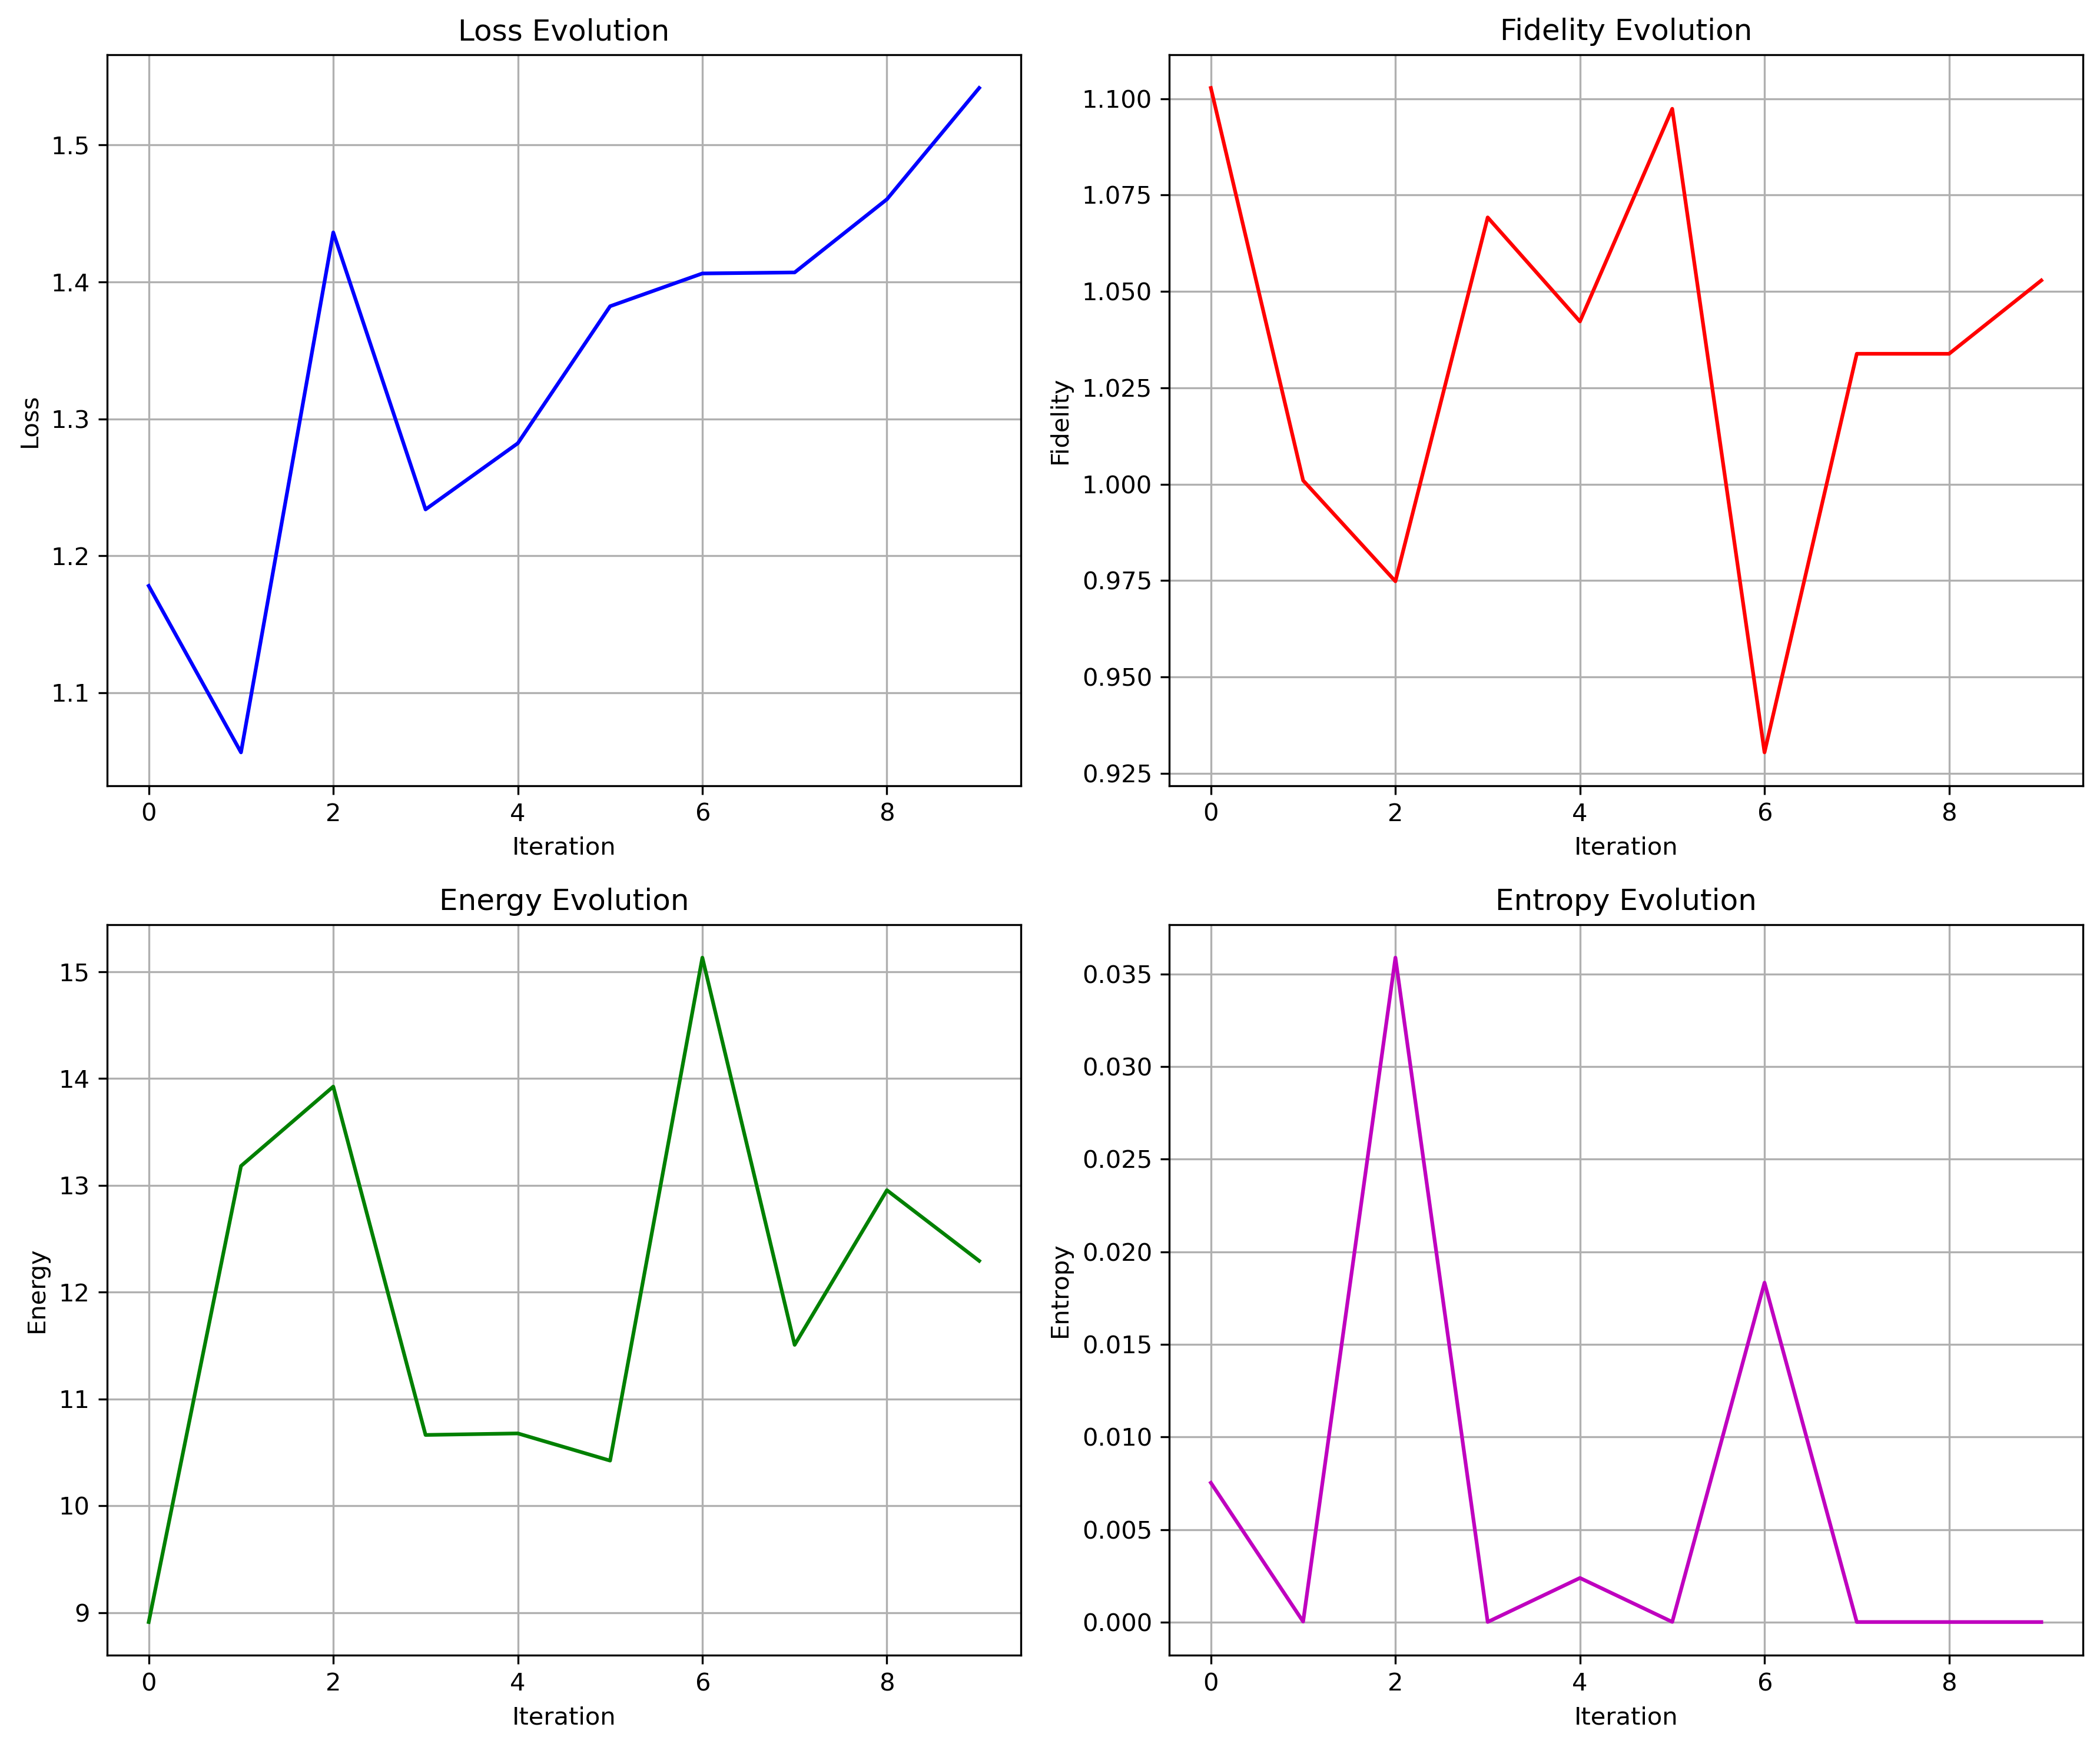 Loss Evolution
Loss
1.5
1.4
1.3
1.2
1.1
0 2 4 6 8
Iteration
Fidelity Evolution
Fidelity
1.100
1.075
1.050
1.025
1.000
0.975
0.950
0.925
0 2 4 6 8
Iteration
Energy Evolution
Energy
15
14
13
12
11
10
9
0 2 4 6 8
Iteration
Entropy Evolution
Entropy
0.035
0.030
0.025
0.020
0.015
0.010
0.005
0.000
0 2 4 6 8
Iteration